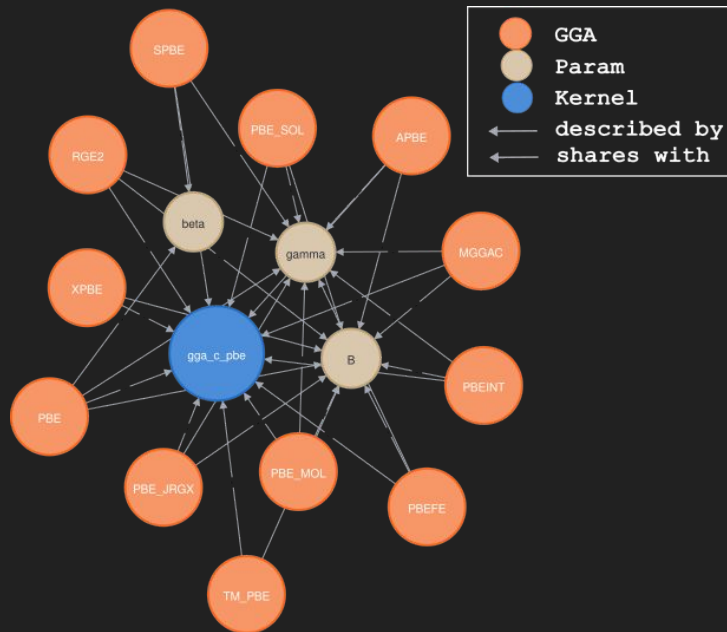 GGA
Param
Kernel
described by
shares with
SPBE
PBE_SOL
APBE
RGE2
beta
gamma
MGGAC
XPBE
gga_c_pbe
B
PBEINT
PBE
PBE_JRGX
PBE_MOL
PBEFE
TM_PBE